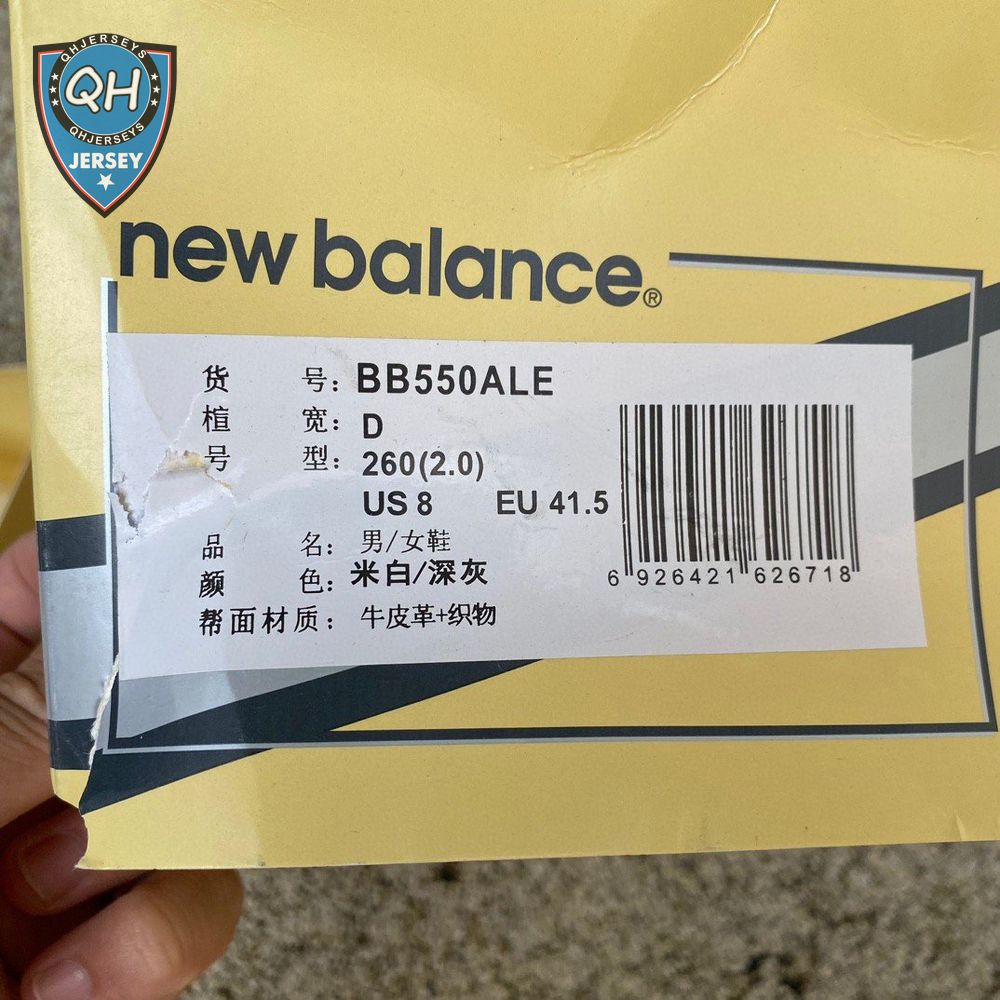 QHJERSEYS
QH
QHJERSEYS
JERSEY
new balance®
货 号: BB550ALE
楦 宽: D
号 型: 260(2.0)
US 8 EU 41.5
品 名: 男/女鞋
颜 色: 米白/深灰
帮面材质: 牛皮革+织物
6 926421 626718